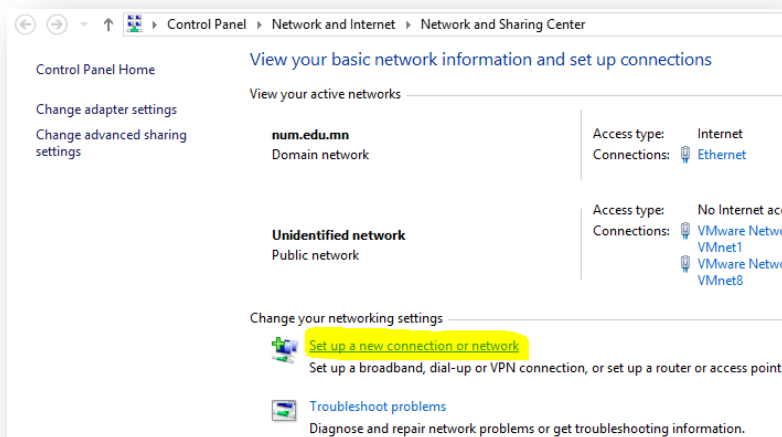 Control Panel Network and Internet Network and Sharing Center
Control Panel Home
Change adapter settings
Change advanced sharing
settings
View your basic network information and set up connections
View your active networks
num.edu.mn
Domain network
Access type: Internet
Connections: Ethernet
Unidentified network
Public network
Access type: No Internet
Connections: VMware
VMnet1
VMware
VMnet8
Change your networking settings
Set up a new connection or network
Set up a broadband, dial-up or VPN connection, or set up a router or access point
Troubleshoot problems
Diagnose and repair network problems or get troubleshooting information.